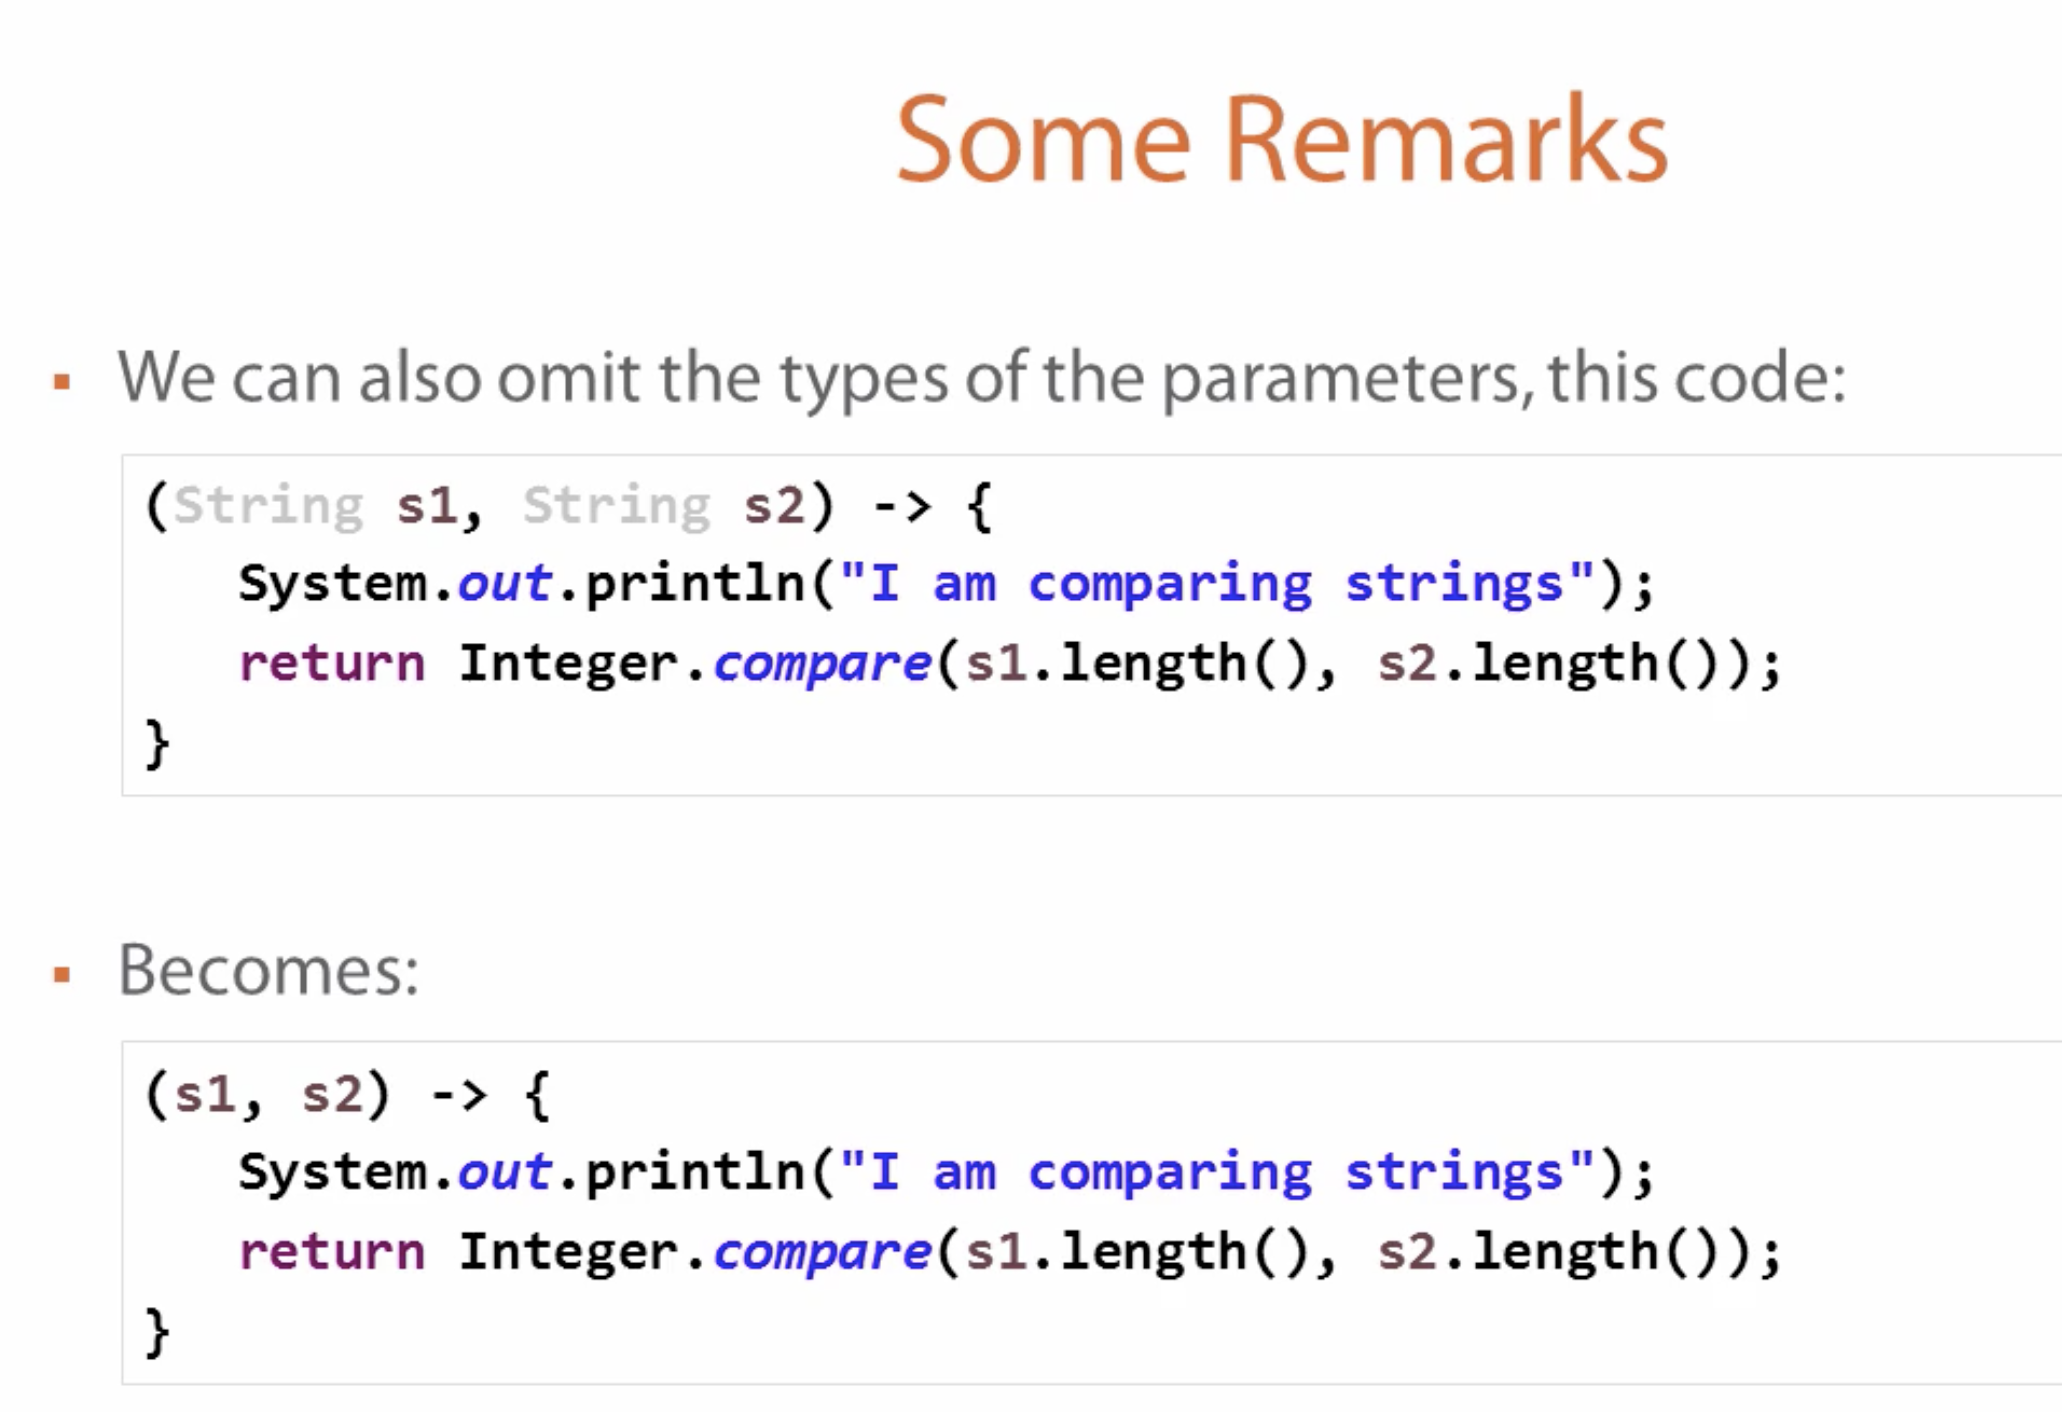 Some Remarks
▪ We can also omit the types of the parameters, this code:
(String s1, String s2) -> {
   System.out.println("I am comparing strings");
   return Integer.compare(s1.length(), s2.length());
}
▪ Becomes:
(s1, s2) -> {
   System.out.println("I am comparing strings");
   return Integer.compare(s1.length(), s2.length());
}